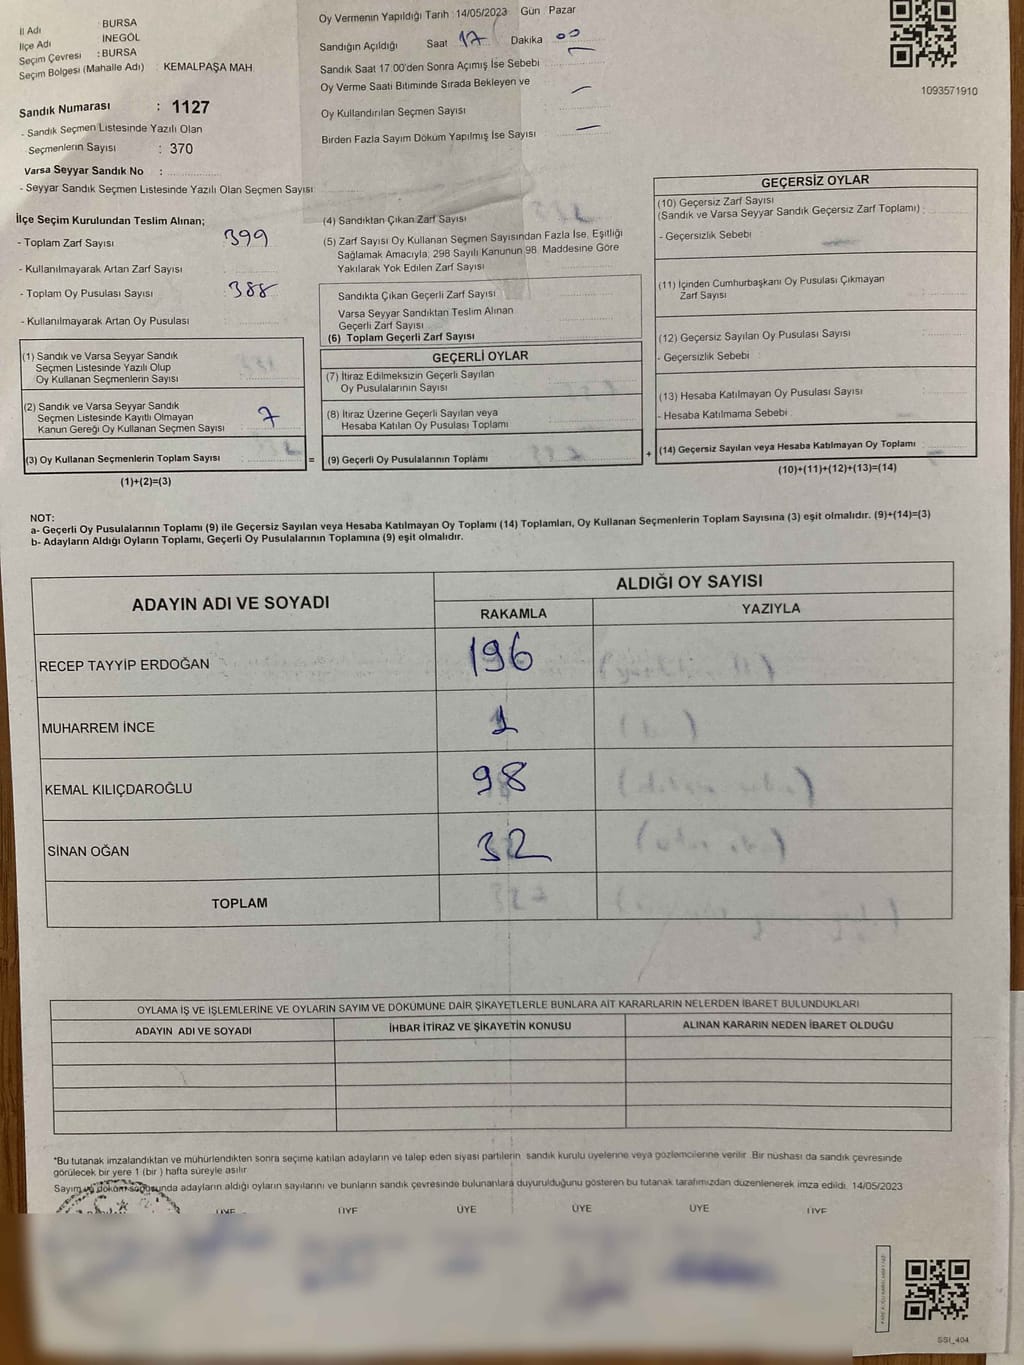 İl Adı BURSA
İlçe Adı İNEGÖL
Seçim Çevresi : BURSA
Seçim Bölgesi (Mahalle Adı) : KEMALPAŞA MAH
Sandık Numarası : 1127
- Sandık Seçmen Listesinde Yazılı Olan
Seçmenlerin Sayısı : 370
Varsa Seyyar Sandık No :
- Seyyar Sandık Seçmen Listesinde Yazılı Olan Seçmen Sayısı
Oy Vermenin Yapıldığı Tarih : 14/05/2023 Gün Pazar
Sandığın Açıldığı Saat 17 Dakika 00
Sandık Saat 17:00'den Sonra Açılmış İse Sebebi
Oy Verme Saati Bitiminde Sırada Bekleyen ve
Oy Kullandırılan Seçmen Sayısı
Birden Fazla Sayım Döküm Yapılmış İse Sayısı
1093571910
İlçe Seçim Kurulundan Teslim Alınan;
- Toplam Zarf Sayısı 399
- Kullanılmayarak Artan Zarf Sayısı
- Toplam Oy Pusulası Sayısı 388
- Kullanılmayarak Artan Oy Pusulası
(1) Sandık ve Varsa Seyyar Sandık
Seçmen Listesinde Yazılı Olup
Oy Kullanan Seçmenlerin Sayısı
(2) Sandık ve Varsa Seyyar Sandık
Seçmen Listesinde Kayıtlı Olmayan
Kanun Gereği Oy Kullanan Seçmen Sayısı 7
(3) Oy Kullanan Seçmenlerin Toplam Sayısı
(1)+(2)=(3)
(4) Sandıktan Çıkan Zarf Sayısı
(5) Zarf Sayısı Oy Kullanan Seçmen Sayısından Fazla İse, Eşitliği
Sağlamak Amacıyla; 298 Sayılı Kanunun 98. Maddesine Göre
Yakılarak Yok Edilen Zarf Sayısı
Sandıkta Çıkan Geçerli Zarf Sayısı
Varsa Seyyar Sandıktan Teslim Alınan
Geçerli Zarf Sayısı
(6) Toplam Geçerli Zarf Sayısı
GEÇERLİ OYLAR
(7) İtiraz Edilmeksizin Geçerli Sayılan
Oy Pusulalarının Sayısı
(8) İtiraz Üzerine Geçerli Sayılan veya
Hesaba Katılan Oy Pusulası Toplamı
= (9) Geçerli Oy Pusulalarının Toplamı
GEÇERSİZ OYLAR
(10) Geçersiz Zarf Sayısı
(Sandık ve Varsa Seyyar Sandık Geçersiz Zarf Toplamı) :
- Geçersizlik Sebebi :
(11) İçinden Cumhurbaşkanı Oy Pusulası Çıkmayan
Zarf Sayısı
(12) Geçersiz Sayılan Oy Pusulası Sayısı
- Geçersizlik Sebebi :
(13) Hesaba Katılmayan Oy Pusulası Sayısı
- Hesaba Katılmama Sebebi
+ (14) Geçersiz Sayılan veya Hesaba Katılmayan Oy Toplamı
(10)+(11)+(12)+(13)=(14)
NOT:
a- Geçerli Oy Pusulalarının Toplamı (9) ile Geçersiz Sayılan veya Hesaba Katılmayan Oy Toplamı (14) Toplamları, Oy Kullanan Seçmenlerin Toplam Sayısına (3) eşit olmalıdır. (9)+(14)=(3)
b- Adayların Aldığı Oyların Toplamı, Geçerli Oy Pusulalarının Toplamına (9) eşit olmalıdır.
ADAYIN ADI VE SOYADI ALDIĞI OY SAYISI
RAKAMLA YAZIYLA
RECEP TAYYİP ERDOĞAN 196
MUHARREM İNCE 1
KEMAL KILIÇDAROĞLU 98
SİNAN OĞAN 32
TOPLAM 327
OYLAMA İŞ VE İŞLEMLERİNE VE OYLARIN SAYIM VE DÖKÜMÜNE DAİR ŞİKAYETLERLE BUNLARA AİT KARARLARIN NELERDEN İBARET BULUNDUKLARI
ADAYIN ADI VE SOYADI İHBAR İTİRAZ VE ŞİKAYETİN KONUSU ALINAN KARARIN NEDEN İBARET OLDUĞU
*Bu tutanak imzalandıktan ve mühürlendikten sonra seçime katılan adayların ve talep eden siyasi partilerin, sandık kurulu üyelerine veya gözlemcilerine verilir. Bir nüshası da sandık çevresinde
görülecek bir yere 1 (bir) hafta süreyle asılır.
Sayım ve döküm sonucunda adayların aldığı oyların sayılarını ve bunların sandık çevresinde bulunanlara duyurulduğunu gösteren bu tutanak tarafımızdan düzenlenerek imza edildi. 14/05/2023
ÜYE ÜYE ÜYE ÜYE ÜYE ÜYE
SSI_404